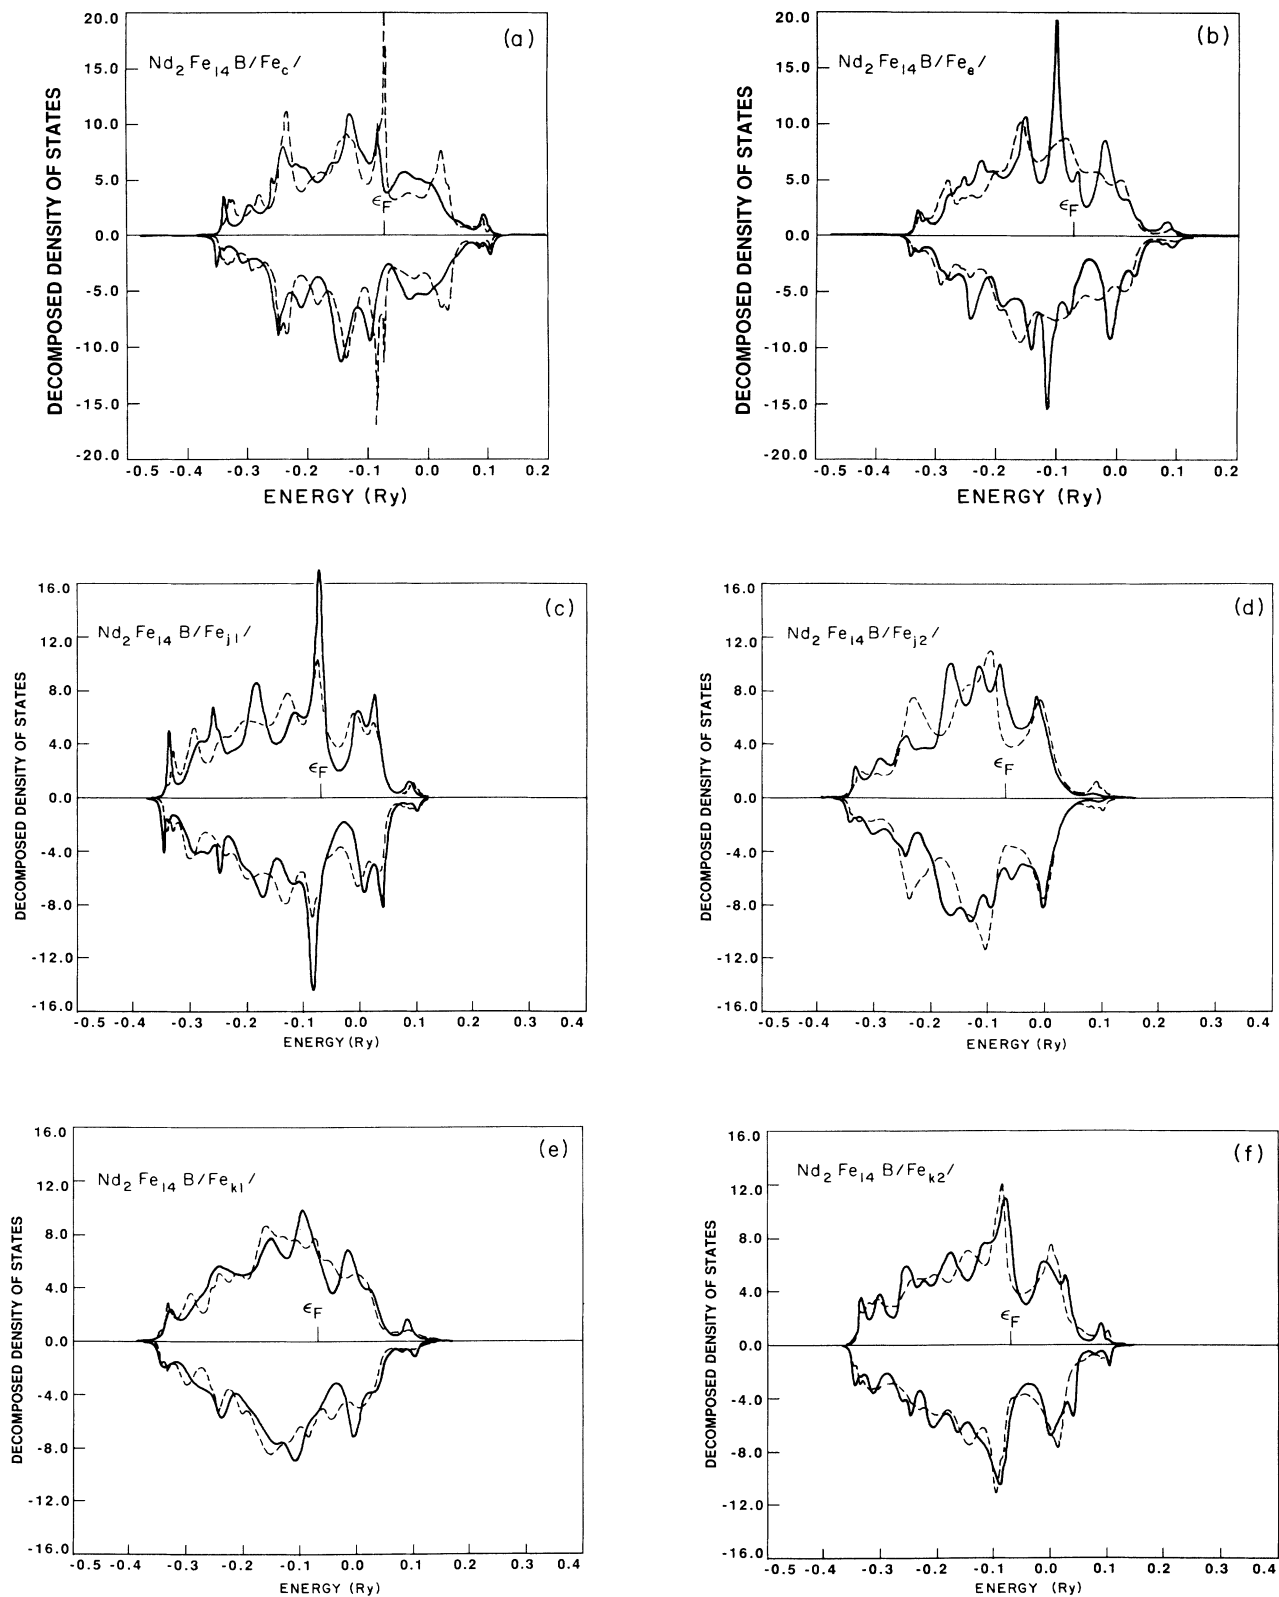 (a)
Nd2 Fe14 B/Fec/
DECOMPOSED DENSITY OF STATES
20.0
15.0
10.0
5.0
0.0
-5.0
-10.0
-15.0
-20.0
ϵF
-0.5 -0.4 -0.3 -0.2 -0.1 0.0 0.1 0.2
ENERGY (Ry)
(b)
Nd2 Fe14 B/Fee/
DECOMPOSED DENSITY OF STATES
20.0
15.0
10.0
5.0
0.0
-5.0
-10.0
-15.0
-20.0
ϵF
-0.5 -0.4 -0.3 -0.2 -0.1 0.0 0.1 0.2
ENERGY (Ry)
(c)
Nd2 Fe14 B/Fej1/
DECOMPOSED DENSITY OF STATES
16.0
12.0
8.0
4.0
0.0
-4.0
-8.0
-12.0
-16.0
ϵF
-0.5 -0.4 -0.3 -0.2 -0.1 0.0 0.1 0.2 0.3 0.4
ENERGY (Ry)
(d)
Nd2 Fe14 B/Fej2/
DECOMPOSED DENSITY OF STATES
16.0
12.0
8.0
4.0
0.0
-4.0
-8.0
-12.0
-16.0
ϵF
-0.5 -0.4 -0.3 -0.2 -0.1 0.0 0.1 0.2 0.3 0.4
ENERGY (Ry)
(e)
Nd2 Fe14 B/Fek1/
DECOMPOSED DENSITY OF STATES
16.0
12.0
8.0
4.0
0.0
-4.0
-8.0
-12.0
-16.0
ϵF
-0.5 -0.4 -0.3 -0.2 -0.1 0.0 0.1 0.2 0.3 0.4
ENERGY (Ry)
(f)
Nd2 Fe14 B/Fek2/
DECOMPOSED DENSITY OF STATES
16.0
12.0
8.0
4.0
0.0
-4.0
-8.0
-12.0
-16.0
ϵF
-0.5 -0.4 -0.3 -0.2 -0.1 0.0 0.1 0.2 0.3 0.4
ENERGY (Ry)